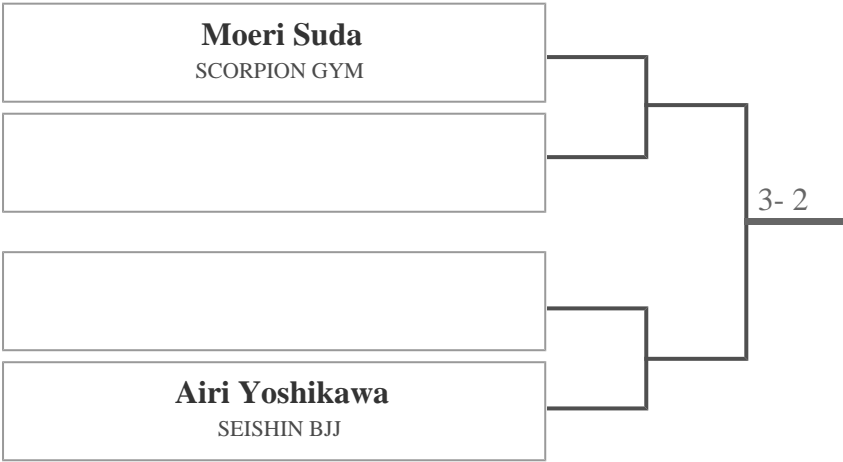 Moeri Suda
SCORPION GYM
3- 2
Airi Yoshikawa
SEISHIN BJJ